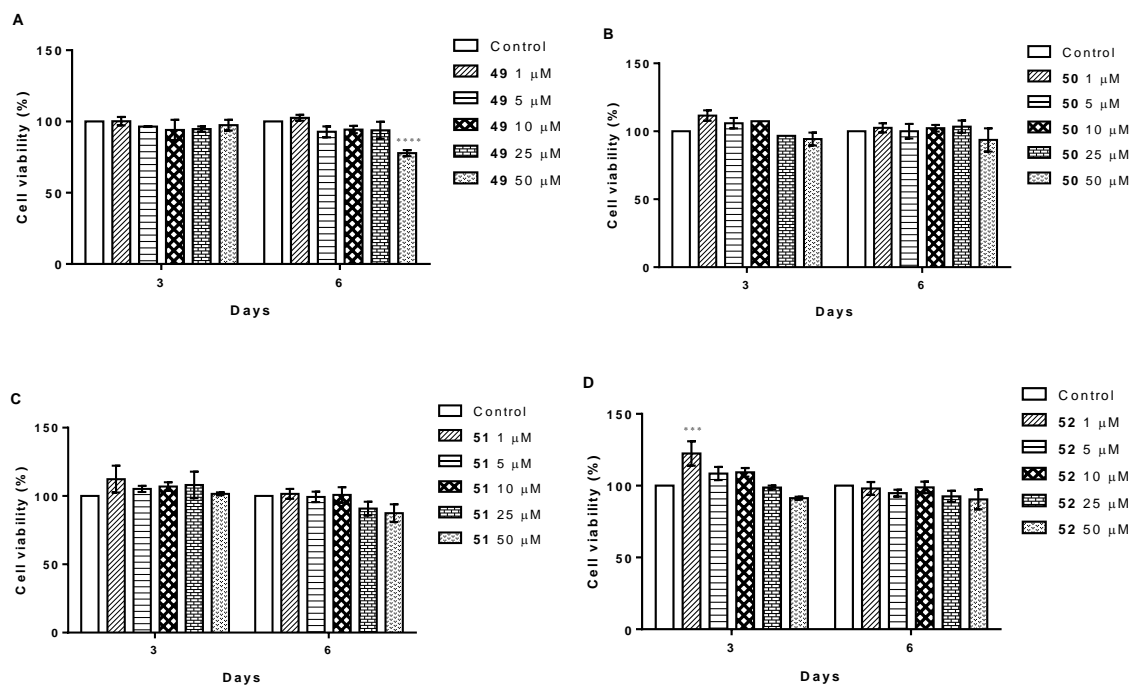 A
Cell viability (%)
150
100
50
0
****
3
6
Days
Control
49 1 μM
49 5 μM
49 10 μM
49 25 μM
49 50 μM
B
Cell viability (%)
150
100
50
0
3
6
Days
Control
50 1 μM
50 5 μM
50 10 μM
50 25 μM
50 50 μM
C
Cell viability (%)
150
100
50
0
3
6
Days
Control
51 1 μM
51 5 μM
51 10 μM
51 25 μM
51 50 μM
D
Cell viability (%)
150
100
50
0
***
3
6
Days
Control
52 1 μM
52 5 μM
52 10 μM
52 25 μM
52 50 μM